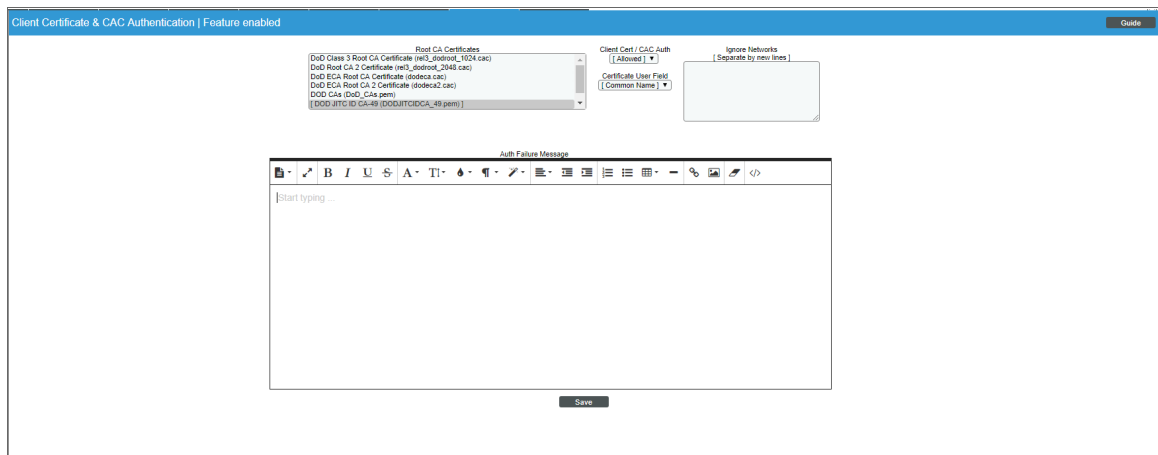 Client Certificate & CAC Authentication | Feature enabled
Guide
Root CA Certificates
DoD Class 3 Root CA Certificate (rel3_dodroot_1024.cac)
DoD Root CA 2 Certificate (rel3_dodroot_2048.cac)
DoD ECA Root CA Certificate (dodeca.cac)
DoD ECA Root CA 2 Certificate (dodeca2.cac)
DOD CAs (DoD_CAs.pem)
[ DOD JITC ID CA-49 (DODJITCIDCA_49.pem) ]
Client Cert / CAC Auth
[ Allowed ]
Certificate User Field
[ Common Name ]
Ignore Networks
[ Separate by new lines ]
Auth Failure Message
B I U S A T
Start typing ...
Save